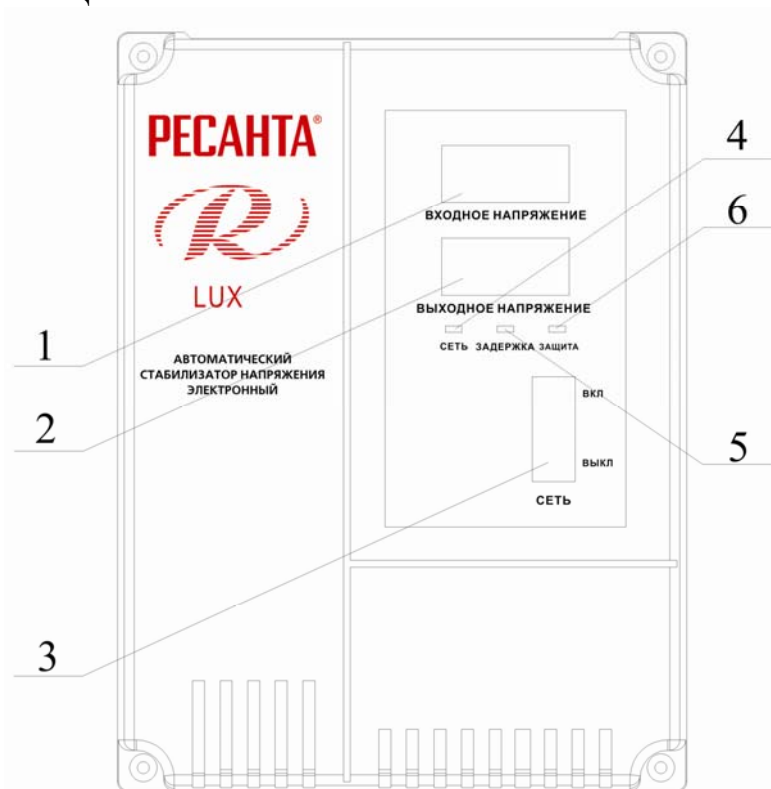 РЕСАНТА®
R
LUX
АВТОМАТИЧЕСКИЙ
СТАБИЛИЗАТОР НАПРЯЖЕНИЯ
ЭЛЕКТРОННЫЙ
ВХОДНОЕ НАПРЯЖЕНИЕ
ВЫХОДНОЕ НАПРЯЖЕНИЕ
СЕТЬ ЗАДЕРЖКА ЗАЩИТА
ВКЛ
ВЫКЛ
СЕТЬ
1
2
3
4
6
5